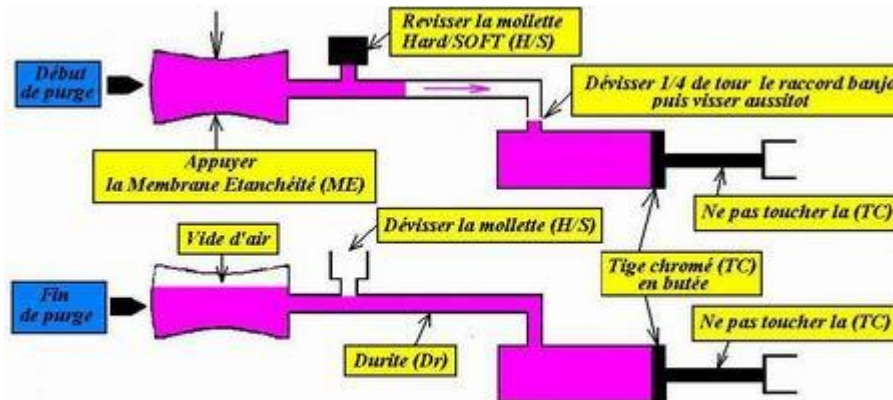 Revisser la mollette
Hard/SOFT (H/S)
Début
de purge
Dévisser 1/4 de tour le raccord banjo
puis visser aussitot
Appuyer
la Membrane Etanchéité (ME)
Ne pas toucher la (TC)
Dévisser la mollette (H/S)
Vide d'air
Tige chromé (TC)
en butée
Fin
de purge
Ne pas toucher la (TC)
Durite (Dr)